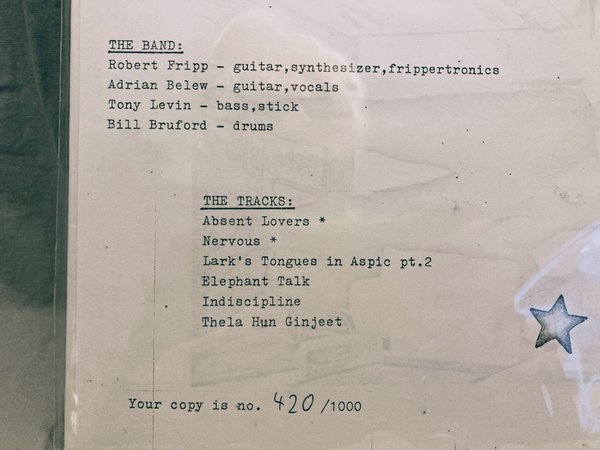 THE BAND:
Robert Fripp - guitar,synthesizer,frippertronics
Adrian Belew - guitar,vocals
Tony Levin - bass,stick
Bill Bruford - drums
THE TRACKS:
Absent Lovers *
Nervous *
Lark's Tongues in Aspic pt.2
Elephant Talk
Indiscipline
Thela Hun Ginjeet
Your copy is no. 420 /1000